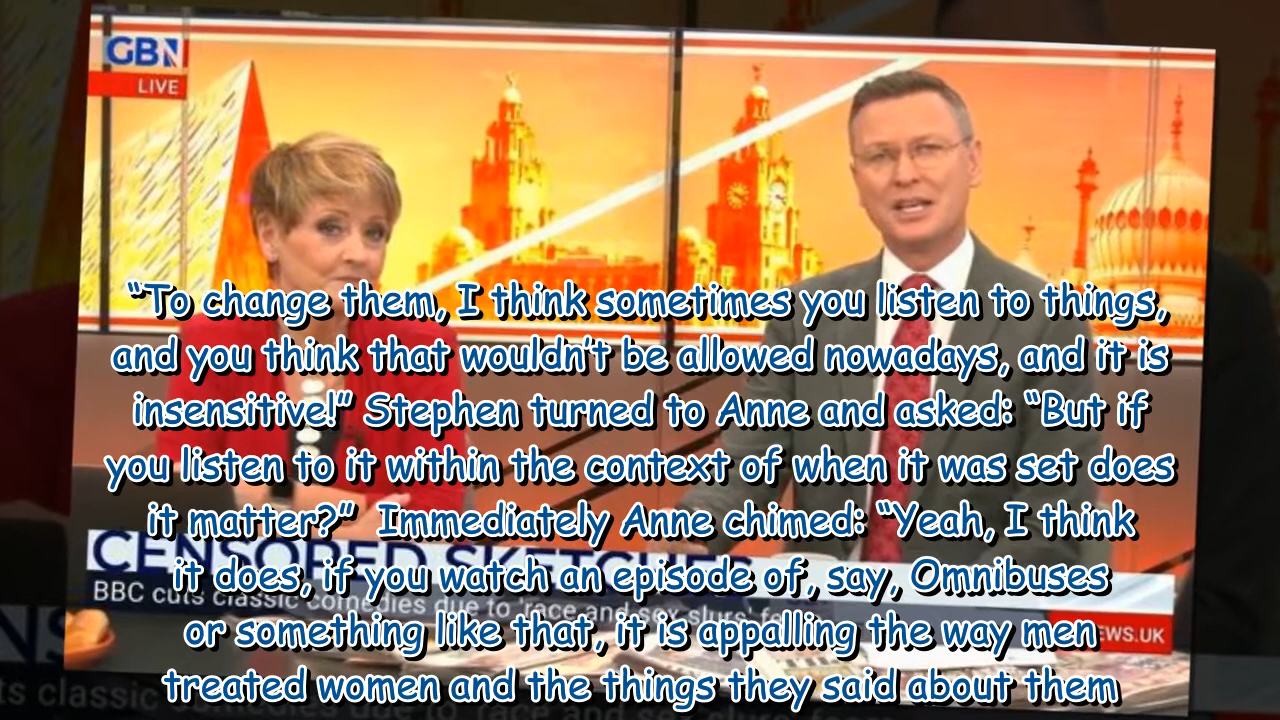 GBN
LIVE
“To change them, I think sometimes you listen to things,
and you think that wouldn’t be allowed nowadays, and it is
insensitive!” Stephen turned to Anne and asked: “But if
you listen to it within the context of when it was set does
it matter?” Immediately Anne chimed: “Yeah, I think
CENSORED SKETCHES
it does, if you watch an episode of, say, Omnibuses
BBC cuts classic comedies due to 'race and sex slurs' fo
or something like that, it is appalling the way men
EWS.UK
treated women and the things they said about them
ts classic